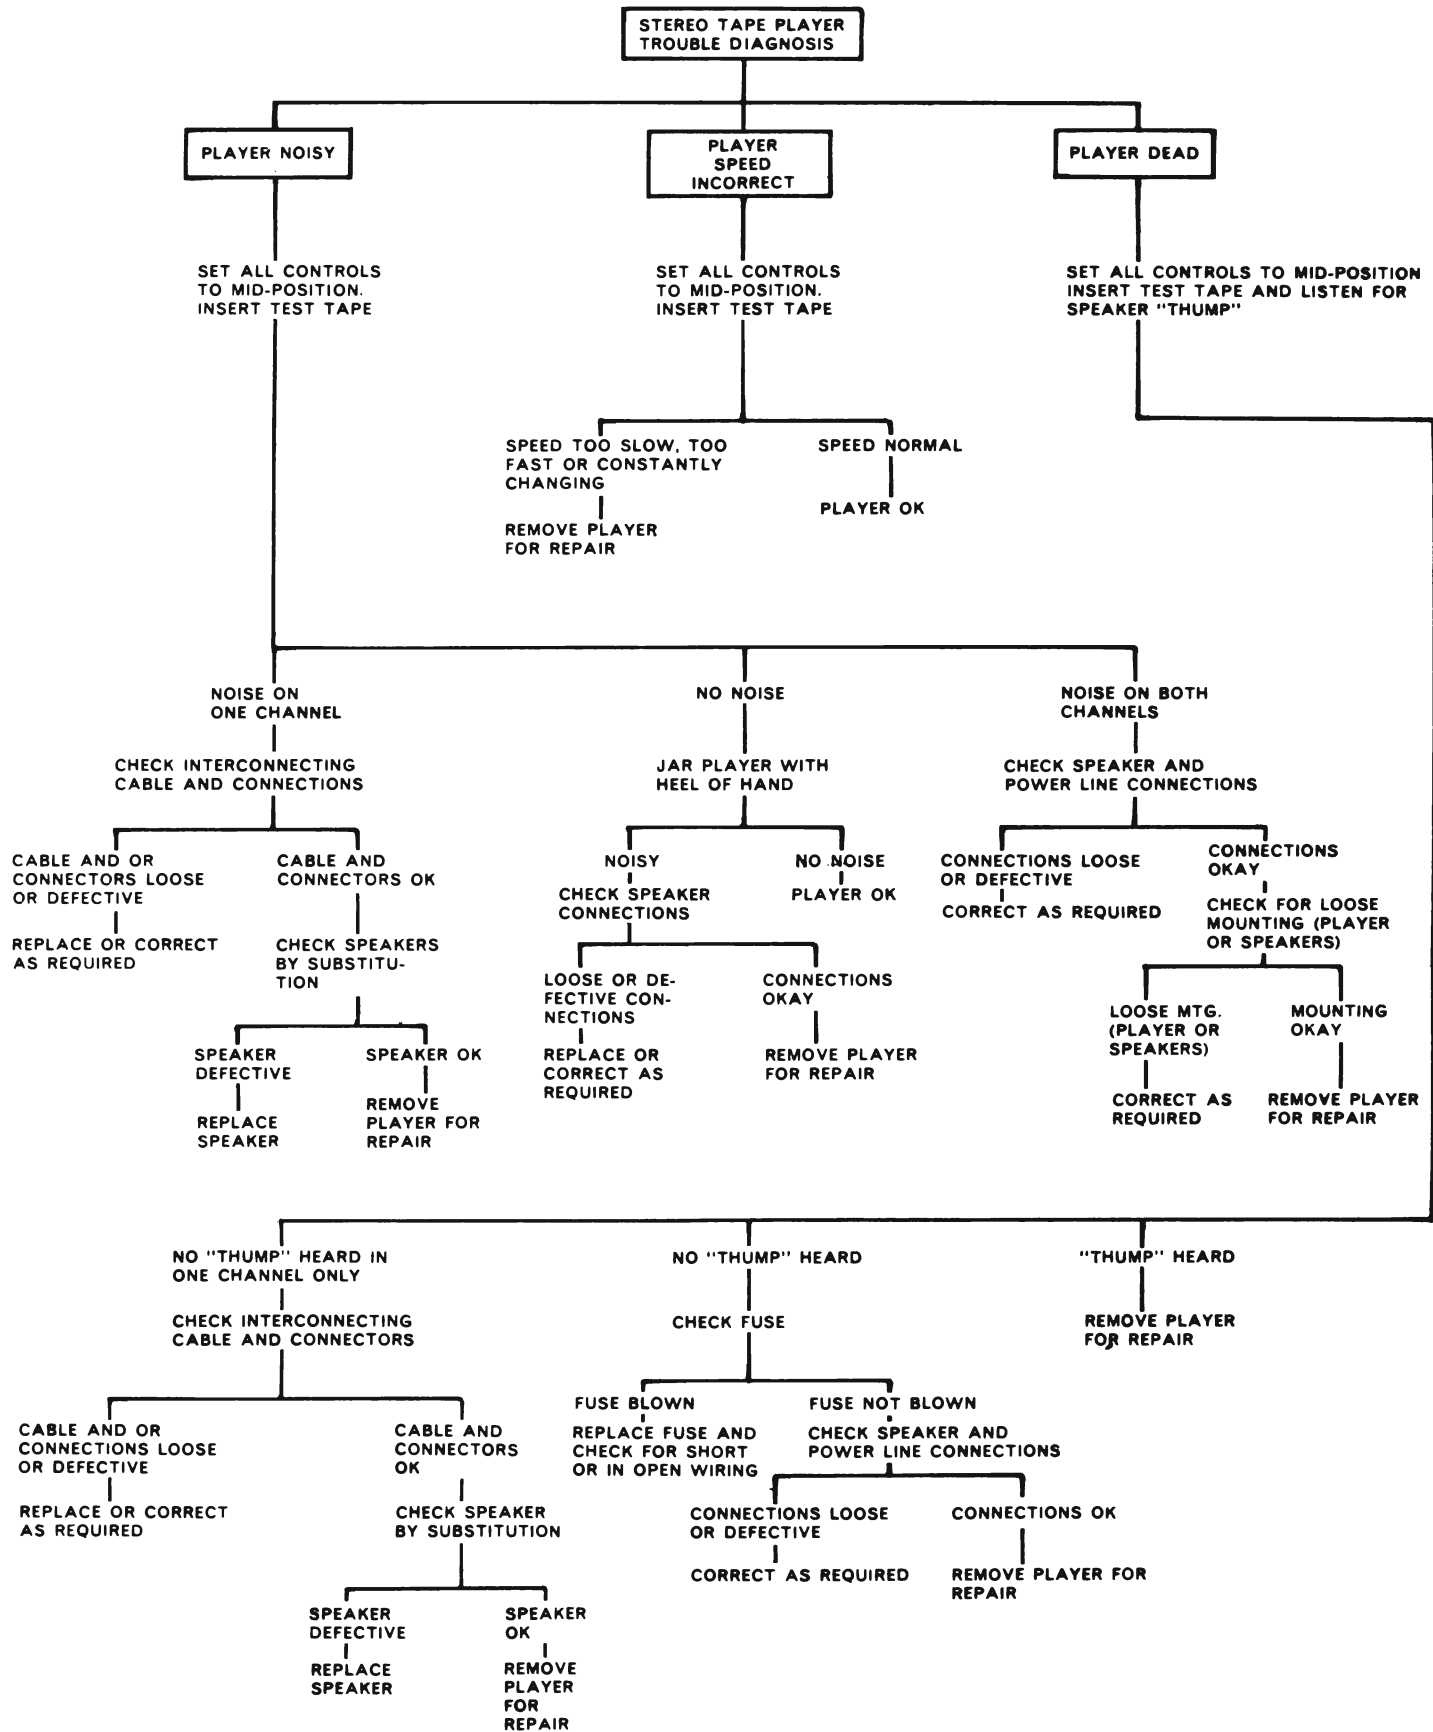 STEREO TAPE PLAYER
TROUBLE DIAGNOSIS
PLAYER NOISY
PLAYER
SPEED
INCORRECT
PLAYER DEAD
SET ALL CONTROLS
TO MID-POSITION.
INSERT TEST TAPE
SET ALL CONTROLS
TO MID-POSITION.
INSERT TEST TAPE
SET ALL CONTROLS TO MID-POSITION
INSERT TEST TAPE AND LISTEN FOR
SPEAKER "THUMP"
SPEED TOO SLOW, TOO
FAST OR CONSTANTLY
CHANGING
REMOVE PLAYER
FOR REPAIR
SPEED NORMAL
PLAYER OK
NOISE ON
ONE CHANNEL
CHECK INTERCONNECTING
CABLE AND CONNECTIONS
CABLE AND OR
CONNECTORS LOOSE
OR DEFECTIVE
REPLACE OR CORRECT
AS REQUIRED
CABLE AND
CONNECTORS OK
CHECK SPEAKERS
BY SUBSTITU-
TION
SPEAKER
DEFECTIVE
REPLACE
SPEAKER
SPEAKER OK
REMOVE
PLAYER FOR
REPAIR
NO NOISE
JAR PLAYER WITH
HEEL OF HAND
NOISY
CHECK SPEAKER
CONNECTIONS
NO NOISE
PLAYER OK
LOOSE OR DE-
FECTIVE CON-
NECTIONS
REPLACE OR
CORRECT AS
REQUIRED
CONNECTIONS
OKAY
REMOVE PLAYER
FOR REPAIR
NOISE ON BOTH
CHANNELS
CHECK SPEAKER AND
POWER LINE CONNECTIONS
CONNECTIONS LOOSE
OR DEFECTIVE
CORRECT AS REQUIRED
CONNECTIONS
OKAY
CHECK FOR LOOSE
MOUNTING (PLAYER
OR SPEAKERS)
LOOSE MTG.
(PLAYER OR
SPEAKERS)
CORRECT AS
REQUIRED
MOUNTING
OKAY
REMOVE PLAYER
FOR REPAIR
NO "THUMP" HEARD IN
ONE CHANNEL ONLY
CHECK INTERCONNECTING
CABLE AND CONNECTORS
CABLE AND OR
CONNECTIONS LOOSE
OR DEFECTIVE
REPLACE OR CORRECT
AS REQUIRED
CABLE AND
CONNECTORS
OK
CHECK SPEAKER
BY SUBSTITUTION
SPEAKER
DEFECTIVE
REPLACE
SPEAKER
SPEAKER
OK
REMOVE
PLAYER
FOR
REPAIR
NO "THUMP" HEARD
CHECK FUSE
FUSE BLOWN
REPLACE FUSE AND
CHECK FOR SHORT
OR IN OPEN WIRING
FUSE NOT BLOWN
CHECK SPEAKER AND
POWER LINE CONNECTIONS
CONNECTIONS LOOSE
OR DEFECTIVE
CORRECT AS REQUIRED
CONNECTIONS OK
REMOVE PLAYER FOR
REPAIR
"THUMP" HEARD
REMOVE PLAYER
FOR REPAIR